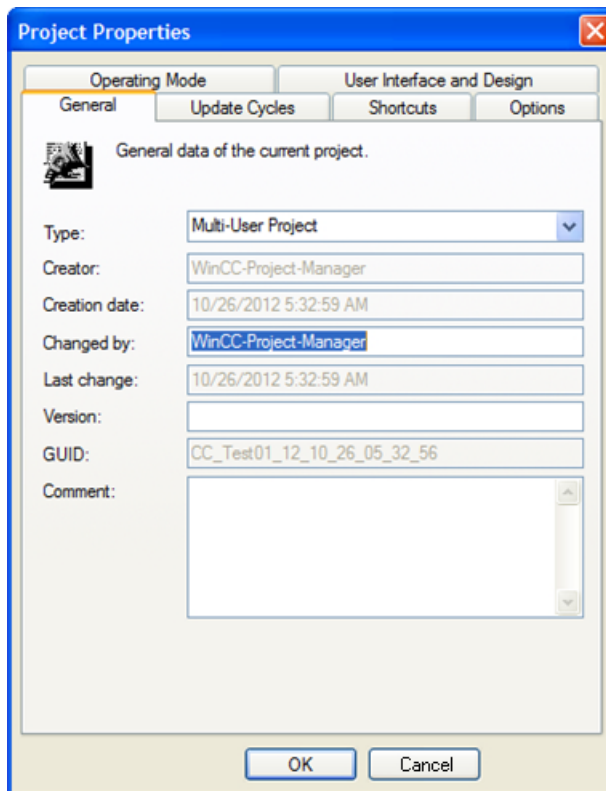 Project Properties
Operating Mode
User Interface and Design
General
Update Cycles
Shortcuts
Options
General data of the current project.
Type:
Multi-User Project
Creator:
WinCC-Project-Manager
Creation date:
10/26/2012 5:32:59 AM
Changed by:
WinCC-Project-Manager
Last change:
10/26/2012 5:32:59 AM
Version:
GUID:
CC_Test01_12_10_26_05_32_56
Comment:
OK
Cancel